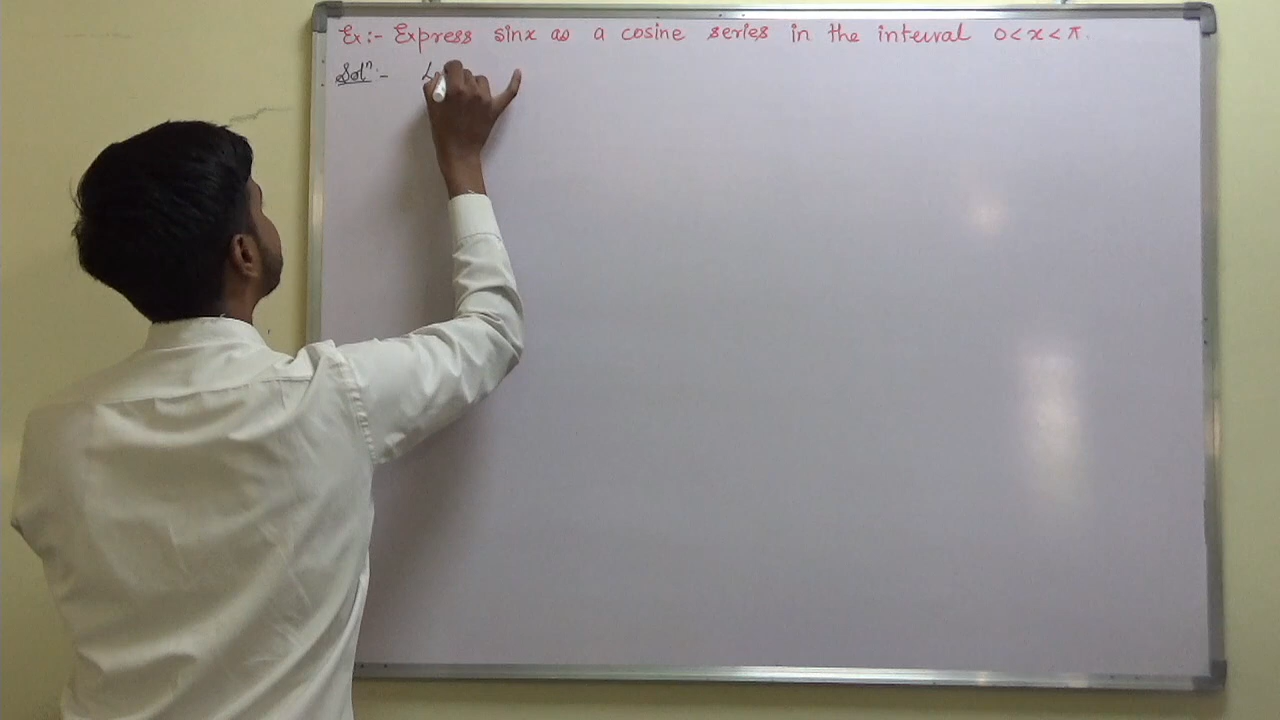 Ex:- Express sinx as a cosine series in the interval 0 < x < π.
Solⁿ:-